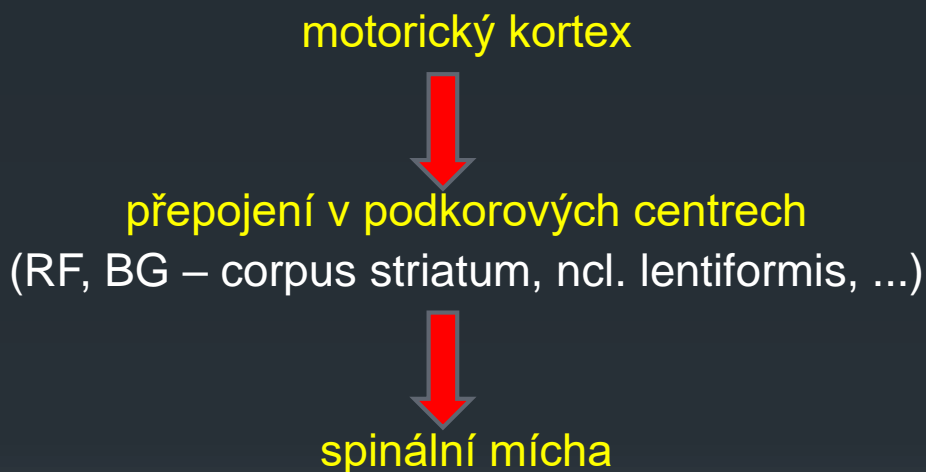 motorický kortex
přepojení v podkorových centrech
(RF, BG – corpus striatum, ncl. lentiformis, ...)
spinální mícha